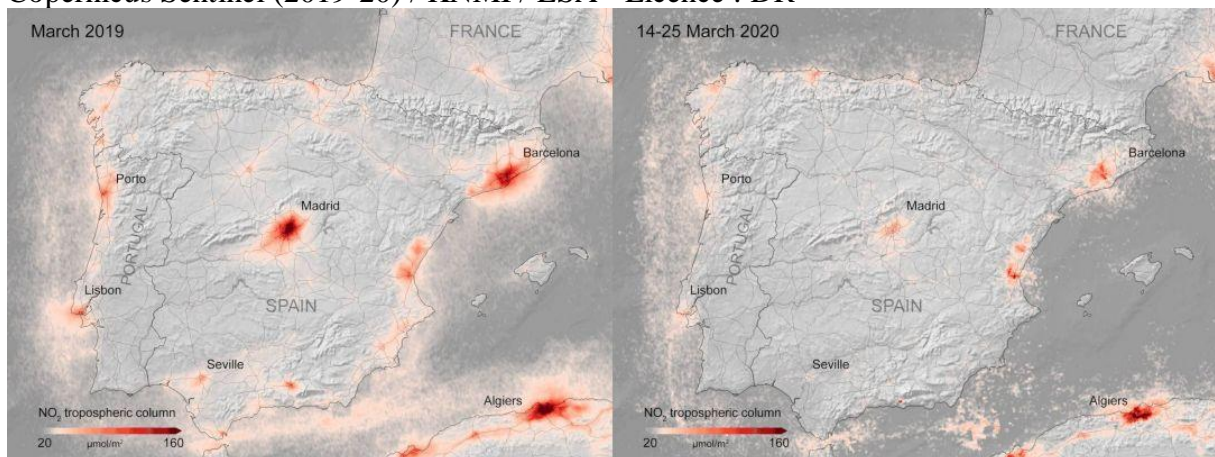 Copernicus Sentinel (2019-20) / KNMI / ESA - Licence : DR
March 2019
FRANCE
Barcelona
Porto
Madrid
PORTUGAL
Lisbon
SPAIN
Seville
NO₂ tropospheric column
Algiers
20 µmol/m² 160
14-25 March 2020
FRANCE
Barcelona
Porto
Madrid
PORTUGAL
Lisbon
SPAIN
Seville
NO₂ tropospheric column
Algiers
20 µmol/m² 160